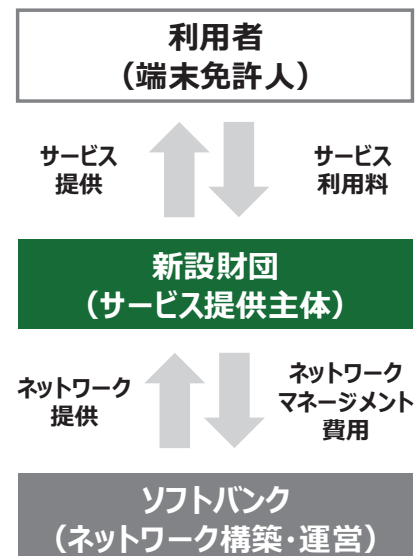 利用者
（端末免許人）
サービス
提供
サービス
利用料
新設財団
（サービス提供主体）
ネットワーク
提供
ネットワーク
マネージメント
費用
ソフトバンク
（ネットワーク構築・運営）